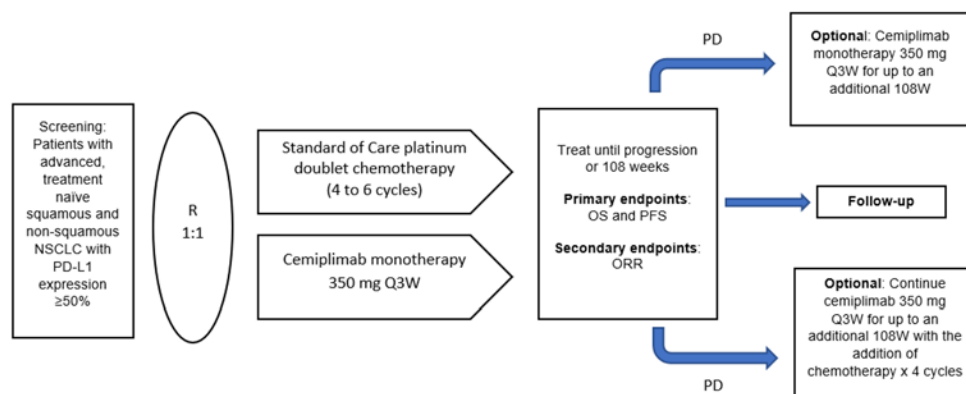 Screening:
Patients with
advanced,
treatment
naïve
squamous and
non-squamous
NSCLC with
PD-L1
expression
≥50%
R
1:1
Standard of Care platinum
doublet chemotherapy
(4 to 6 cycles)
Cemiplimab monotherapy
350 mg Q3W
Treat until progression
or 108 weeks
Primary endpoints:
OS and PFS
Secondary endpoints:
ORR
PD
Optional: Cemiplimab
monotherapy 350 mg
Q3W for up to an
additional 108W
Follow-up
PD
Optional: Continue
cemiplimab 350 mg
Q3W for up to an
additional 108W with the
addition of
chemotherapy x 4 cycles